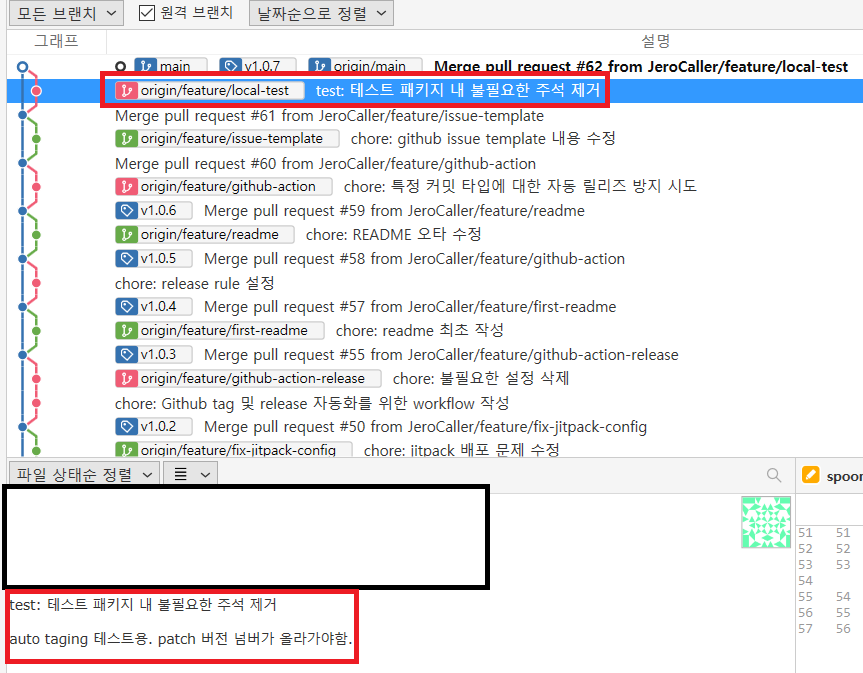 모든 브랜치 원격 브랜치 날짜순으로 정렬
그래프 설명
main v1.0.7 origin/main Merge pull request #62 from JeroCaller/feature/local-test
origin/feature/local-test test: 테스트 패키지 내 불필요한 주석 제거
Merge pull request #61 from JeroCaller/feature/issue-template
origin/feature/issue-template chore: github issue template 내용 수정
Merge pull request #60 from JeroCaller/feature/github-action
origin/feature/github-action chore: 특정 커밋 타입에 대한 자동 릴리즈 방지 시도
v1.0.6 Merge pull request #59 from JeroCaller/feature/readme
origin/feature/readme chore: README 오타 수정
v1.0.5 Merge pull request #58 from JeroCaller/feature/github-action
chore: release rule 설정
v1.0.4 Merge pull request #57 from JeroCaller/feature/first-readme
origin/feature/first-readme chore: readme 최초 작성
v1.0.3 Merge pull request #55 from JeroCaller/feature/github-action-release
origin/feature/github-action-release chore: 불필요한 설정 삭제
chore: Github tag 및 release 자동화를 위한 workflow 작성
v1.0.2 Merge pull request #50 from JeroCaller/feature/fix-jitpack-config
origin/feature/fix-jitpack-config chore: jitpack 배포 문제 수정
파일 상태순 정렬
spoor
test: 테스트 패키지 내 불필요한 주석 제거
auto taging 테스트용. patch 버전 넘버가 올라가야함.
51 51
52 52
53 53
54
55 54
56 55
57 56